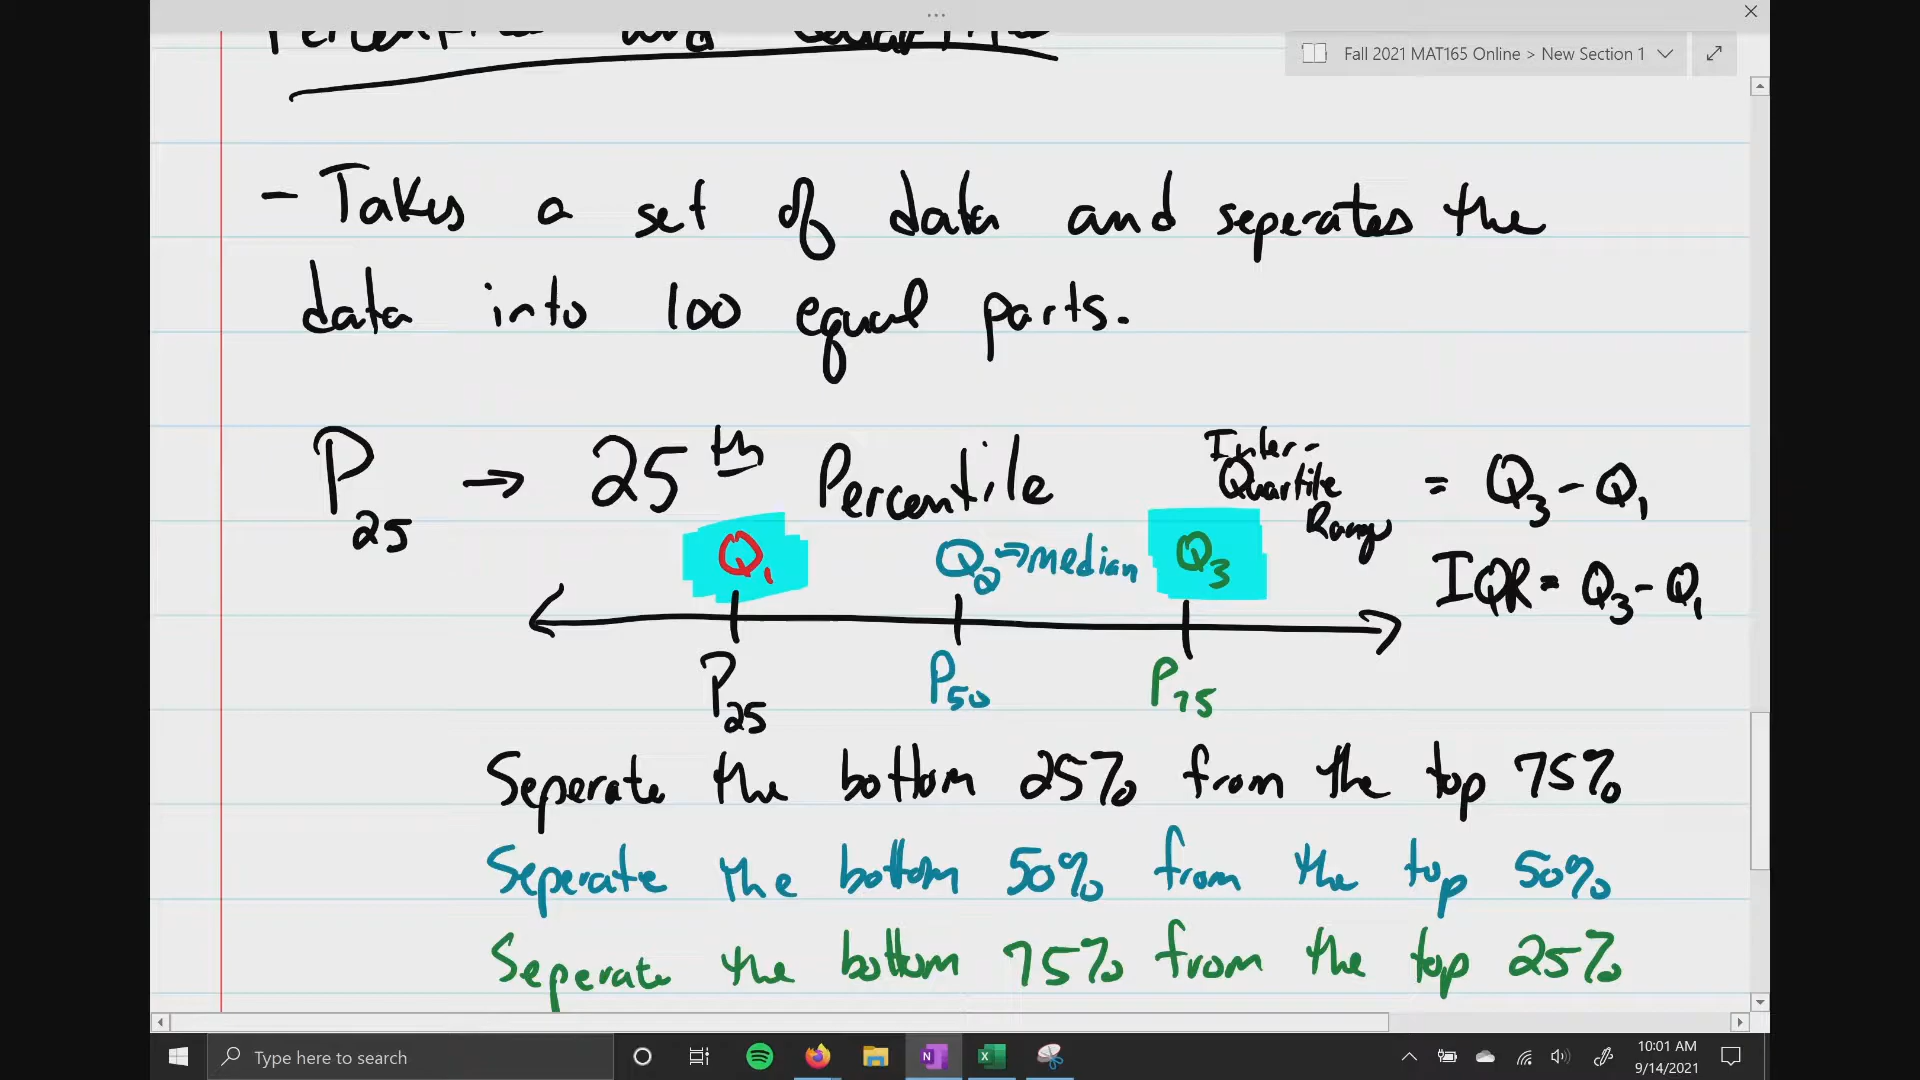 Percentiles and Quartiles
Fall 2021 MAT165 Online > New Section 1
- Takes a set of data and seperates the
data into 100 equal parts.
P25 → 25th Percentile
Inter-
Quartile
Range
= Q3 - Q1
Q1
Q2 → median
Q3
IQR = Q3 - Q1
P25
P50
P75
Seperate the bottom 25% from the top 75%
Seperate the bottom 50% from the top 50%
Seperate the bottom 75% from the top 25%
Type here to search
10:01 AM
9/14/2021